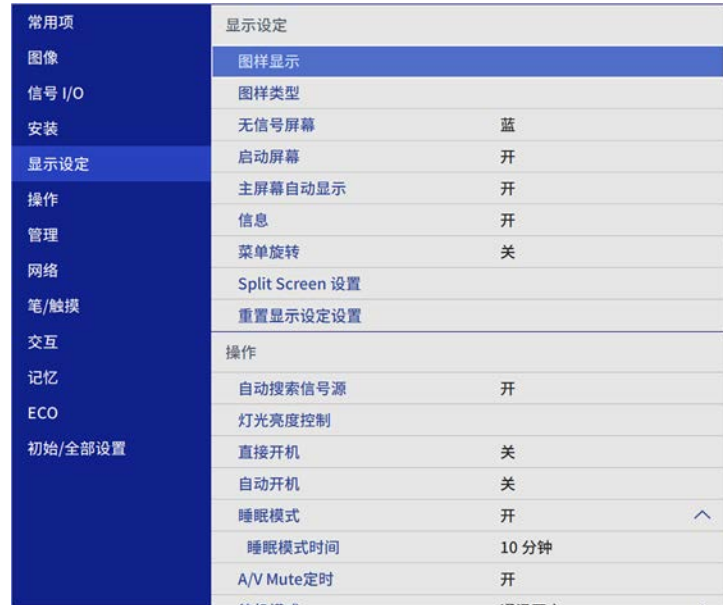 常用项
图像
信号 I/O
安装
显示设定
操作
管理
网络
笔/触摸
交互
记忆
ECO
初始/全部设置
显示设定
图样显示
图样类型
无信号屏幕 蓝
启动屏幕 开
主屏幕自动显示 开
信息 开
菜单旋转 关
Split Screen 设置
重置显示设定设置
操作
自动搜索信号源 开
灯光亮度控制
直接开机 关
自动开机 关
睡眠模式 开
睡眠模式时间 10 分钟
A/V Mute定时 开